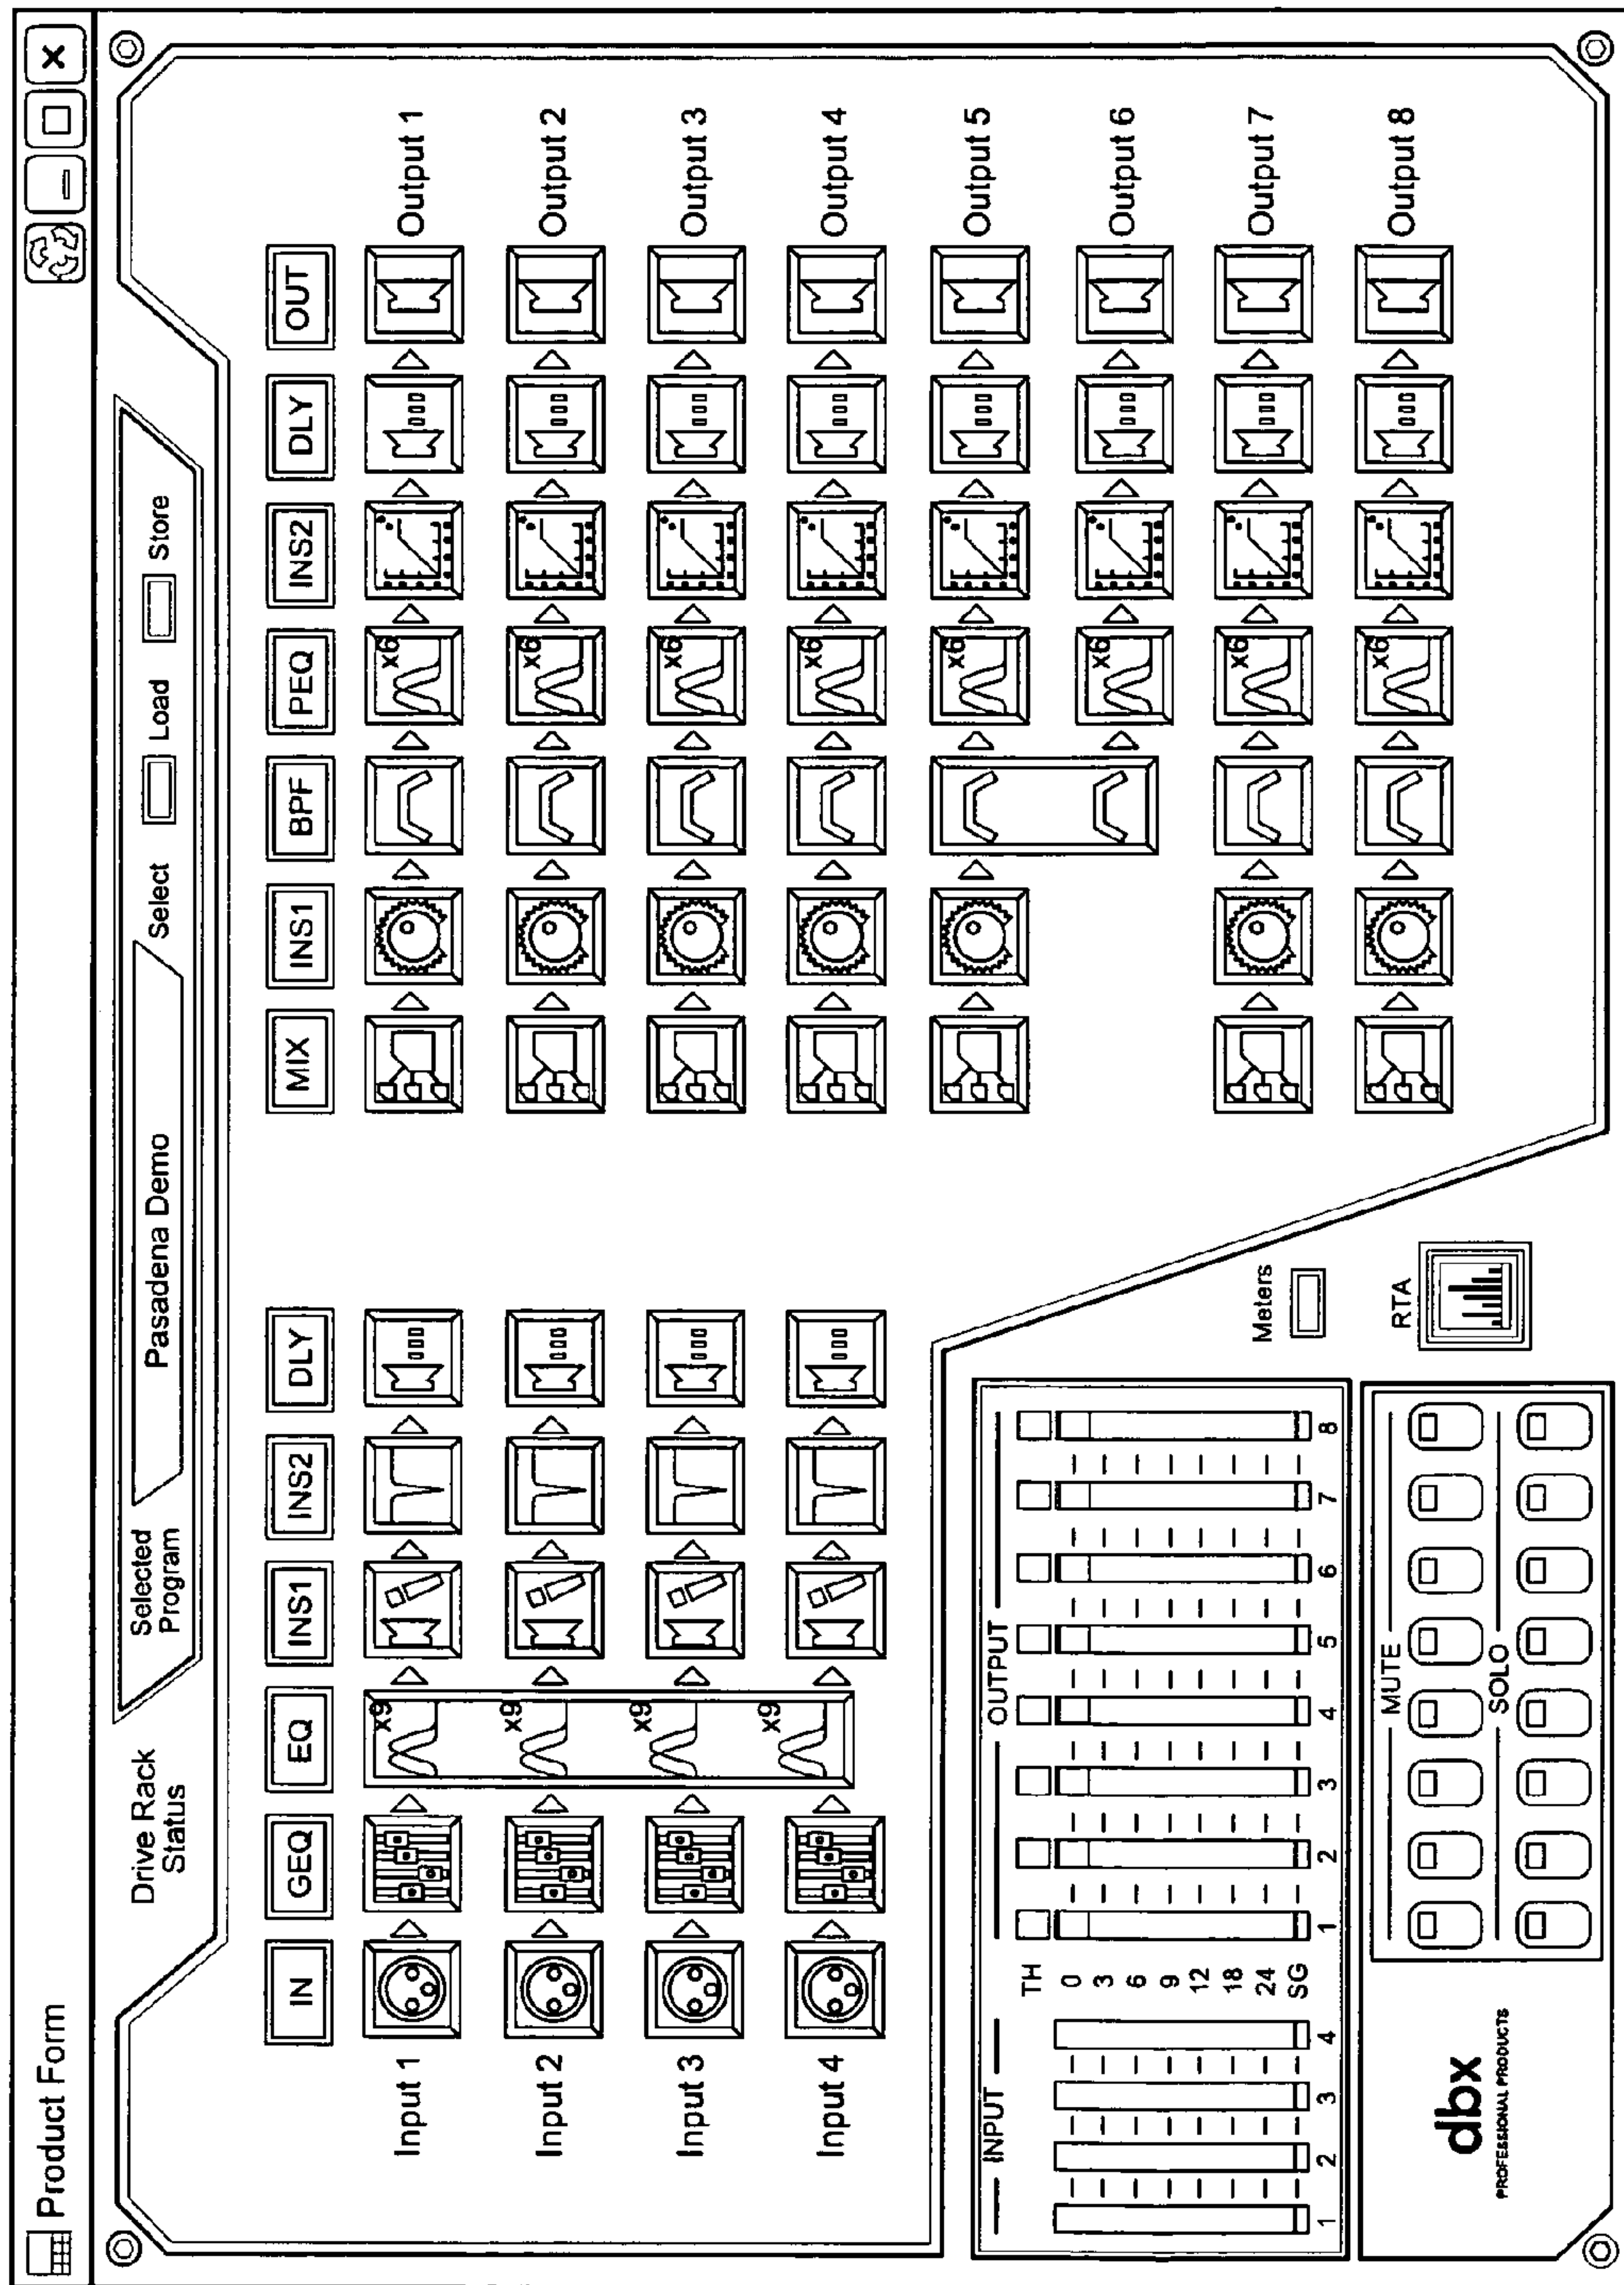 Product Form
Drive Rack
Status
Selected
Program
Pasadena Demo
Select
Load
Store
IN
GEQ
EQ
INS1
INS2
DLY
MIX
INS1
BPF
PEQ
INS2
DLY
OUT
Input 1
x9
x6
Output 1
Input 2
x9
x6
Output 2
Input 3
x9
x6
Output 3
Input 4
x9
x6
Output 4
x6
Output 5
x6
Output 6
x6
Output 7
x6
Output 8
INPUT
OUTPUT
TH
0
3
6
9
12
18
24
SG
1 2 3 4
1 2 3 4 5 6 7 8
Meters
RTA
MUTE
SOLO
dbx
PROFESSIONAL PRODUCTS